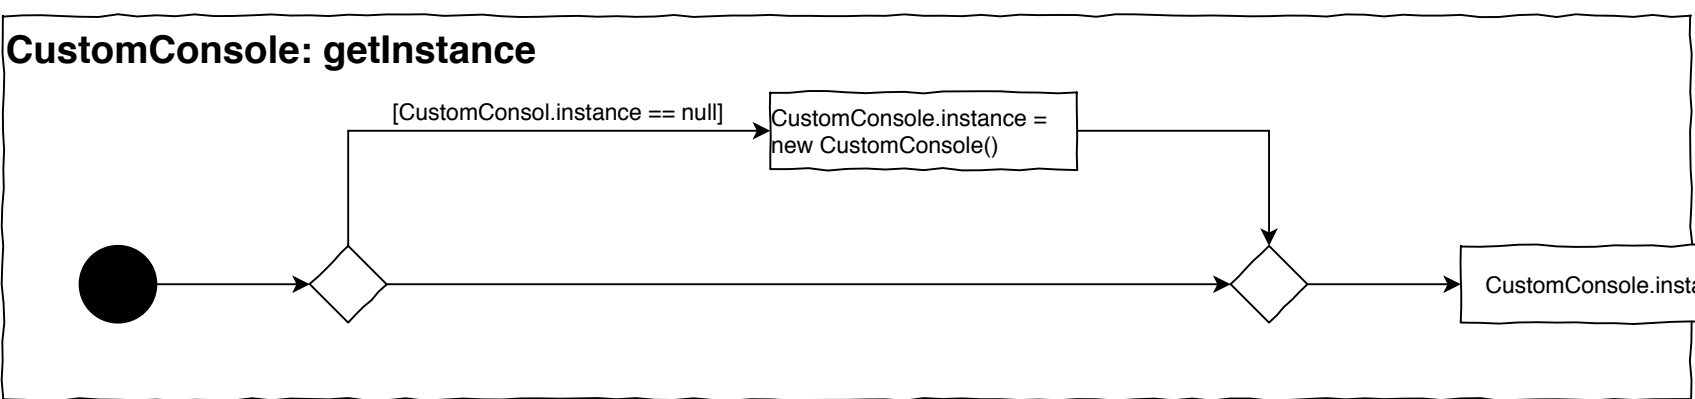 CustomConsole: getInstance
[CustomConsol.instance == null]
CustomConsole.instance =
new CustomConsole()